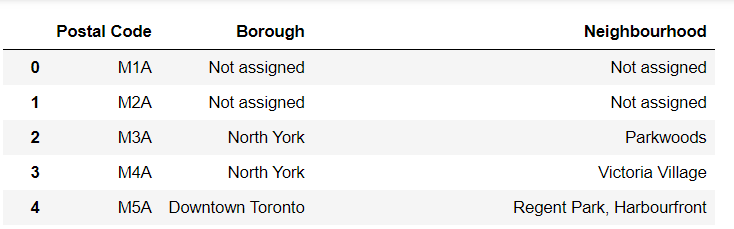 Postal Code Borough Neighbourhood
0 M1A Not assigned Not assigned
1 M2A Not assigned Not assigned
2 M3A North York Parkwoods
3 M4A North York Victoria Village
4 M5A Downtown Toronto Regent Park, Harbourfront